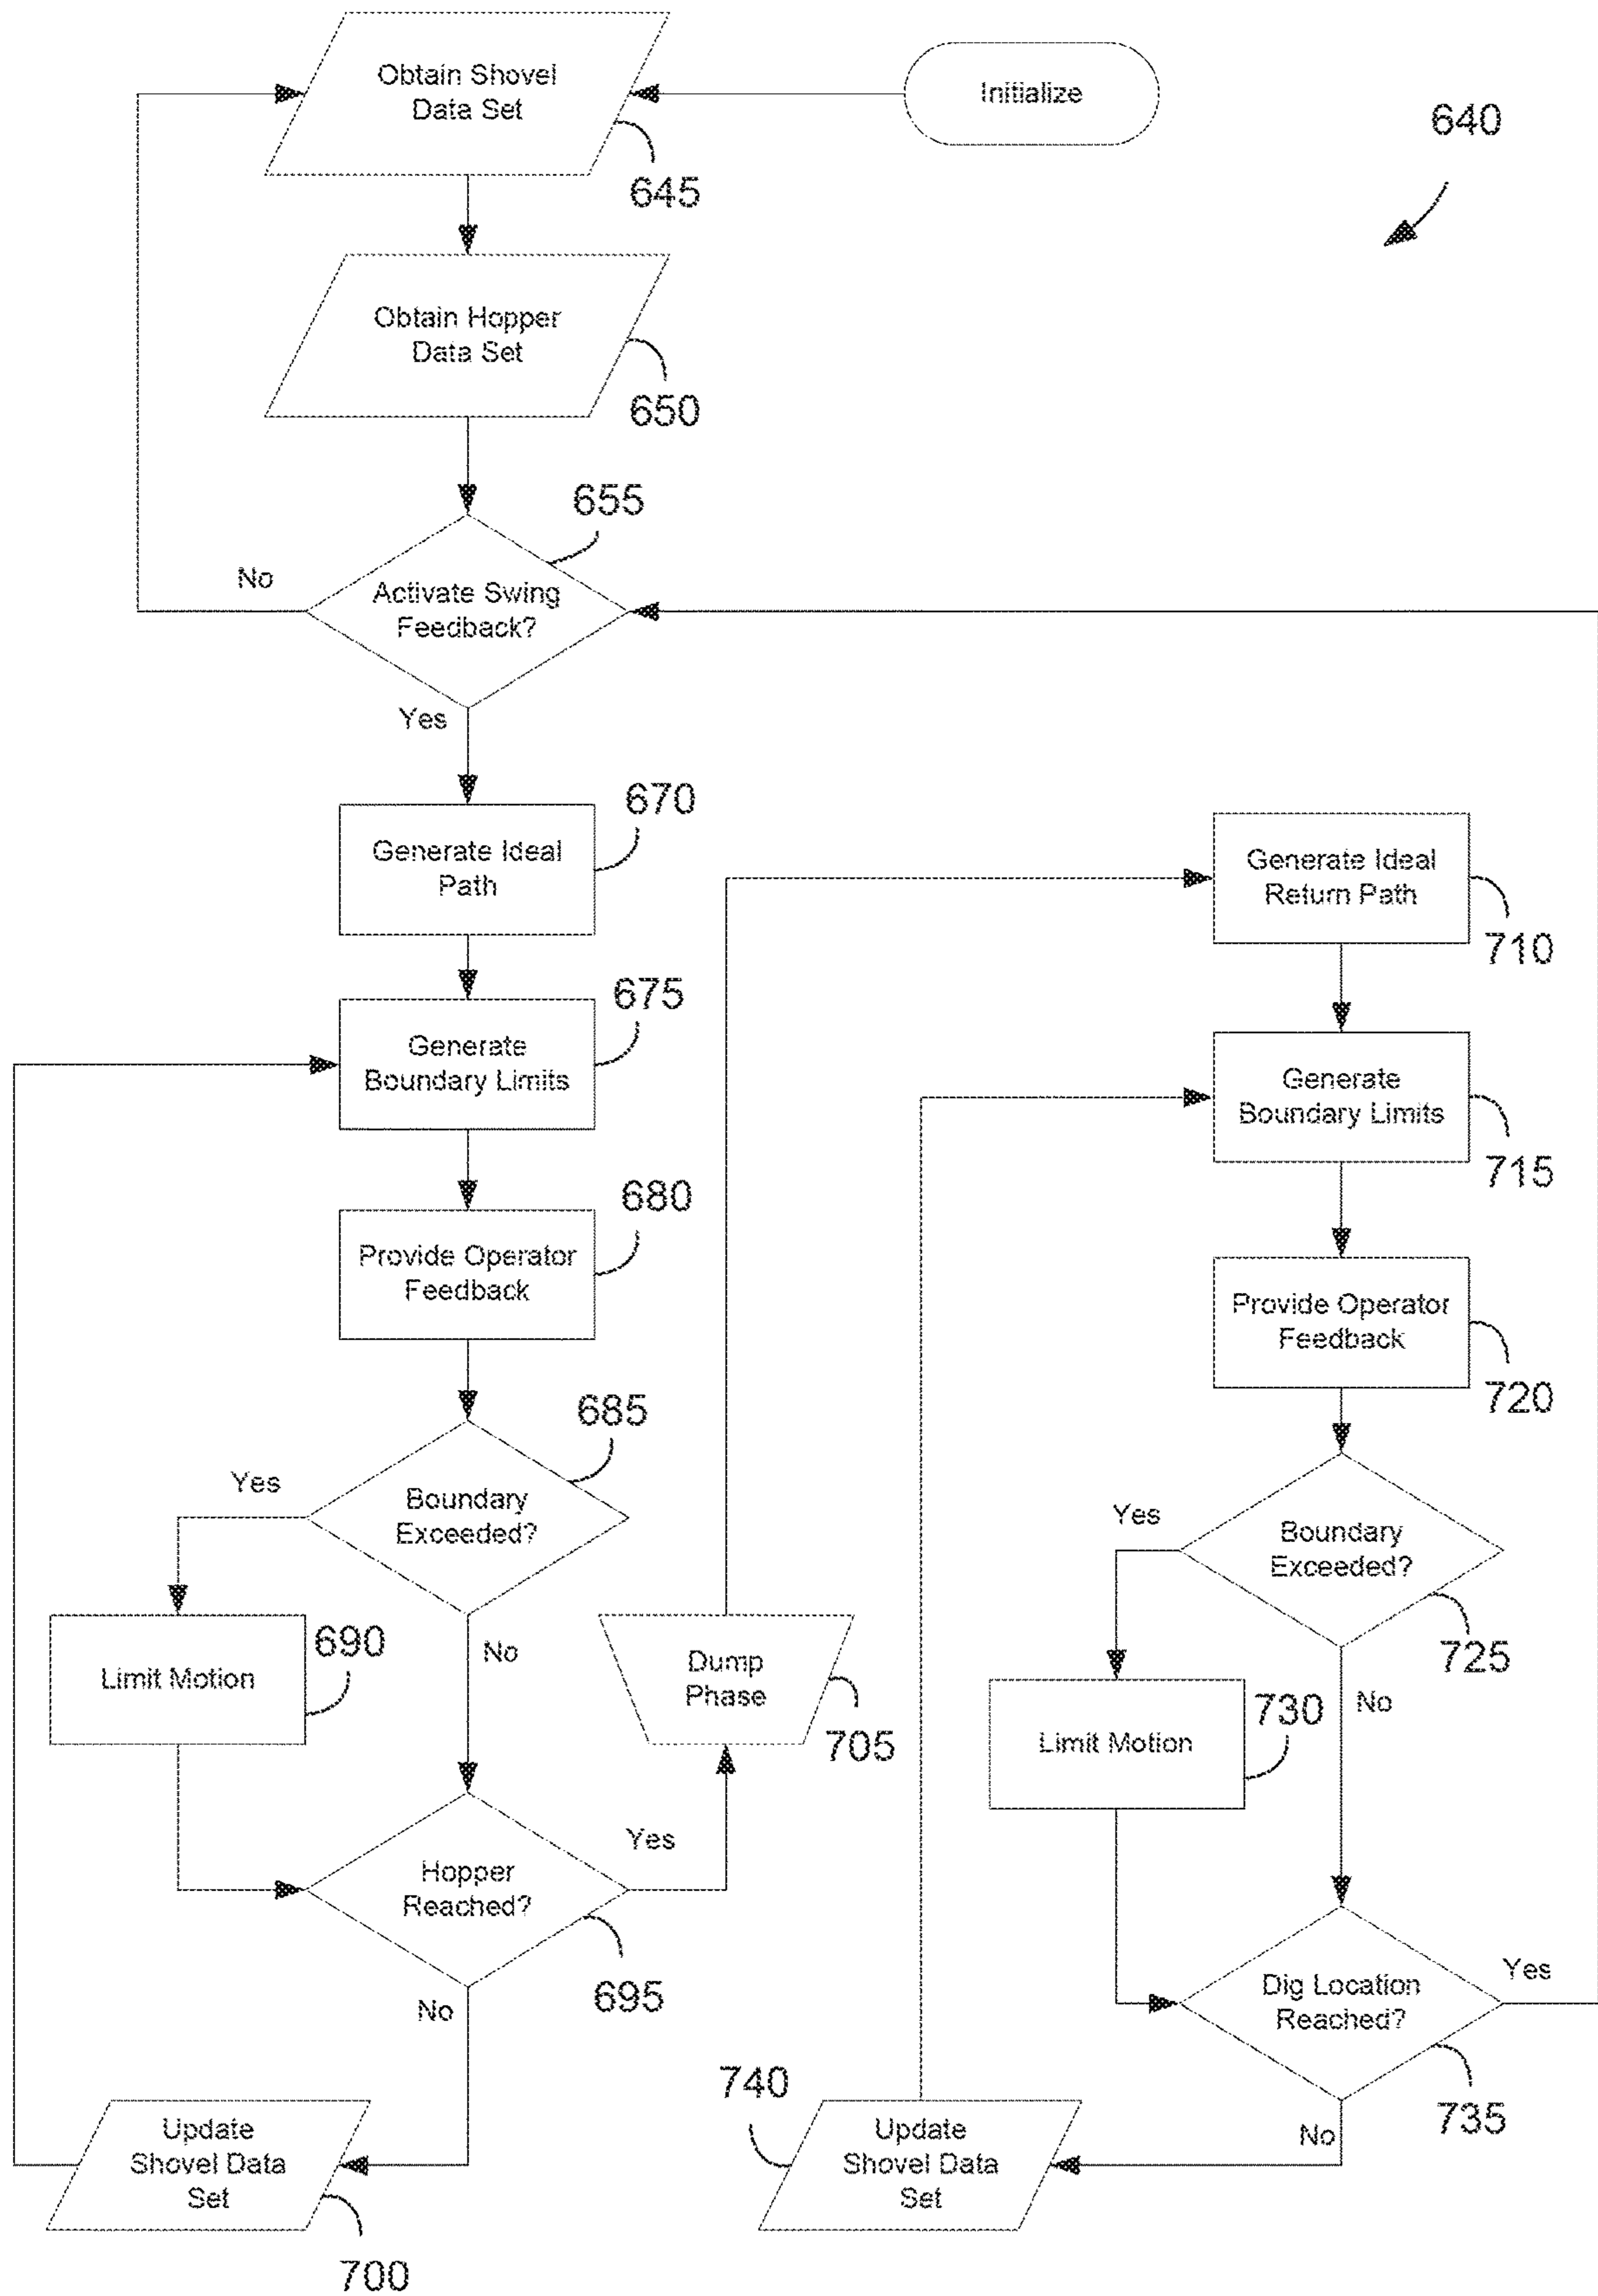 Obtain Shovel
Data Set
645
Initialize
640
Obtain Hopper
Data Set
650
655
Activate Swing
Feedback?
No
Yes
670
Generate Ideal
Path
675
Generate
Boundary Limits
680
Provide Operator
Feedback
685
Boundary
Exceeded?
Yes
No
690
Limit Motion
Hopper
Reached?
695
Yes
No
Update
Shovel Data
Set
700
Dump
Phase
705
Generate Ideal
Return Path
710
Generate
Boundary Limits
715
Provide Operator
Feedback
720
Boundary
Exceeded?
725
Yes
No
730
Limit Motion
Dig Location
Reached?
735
Yes
No
740
Update
Shovel Data
Set